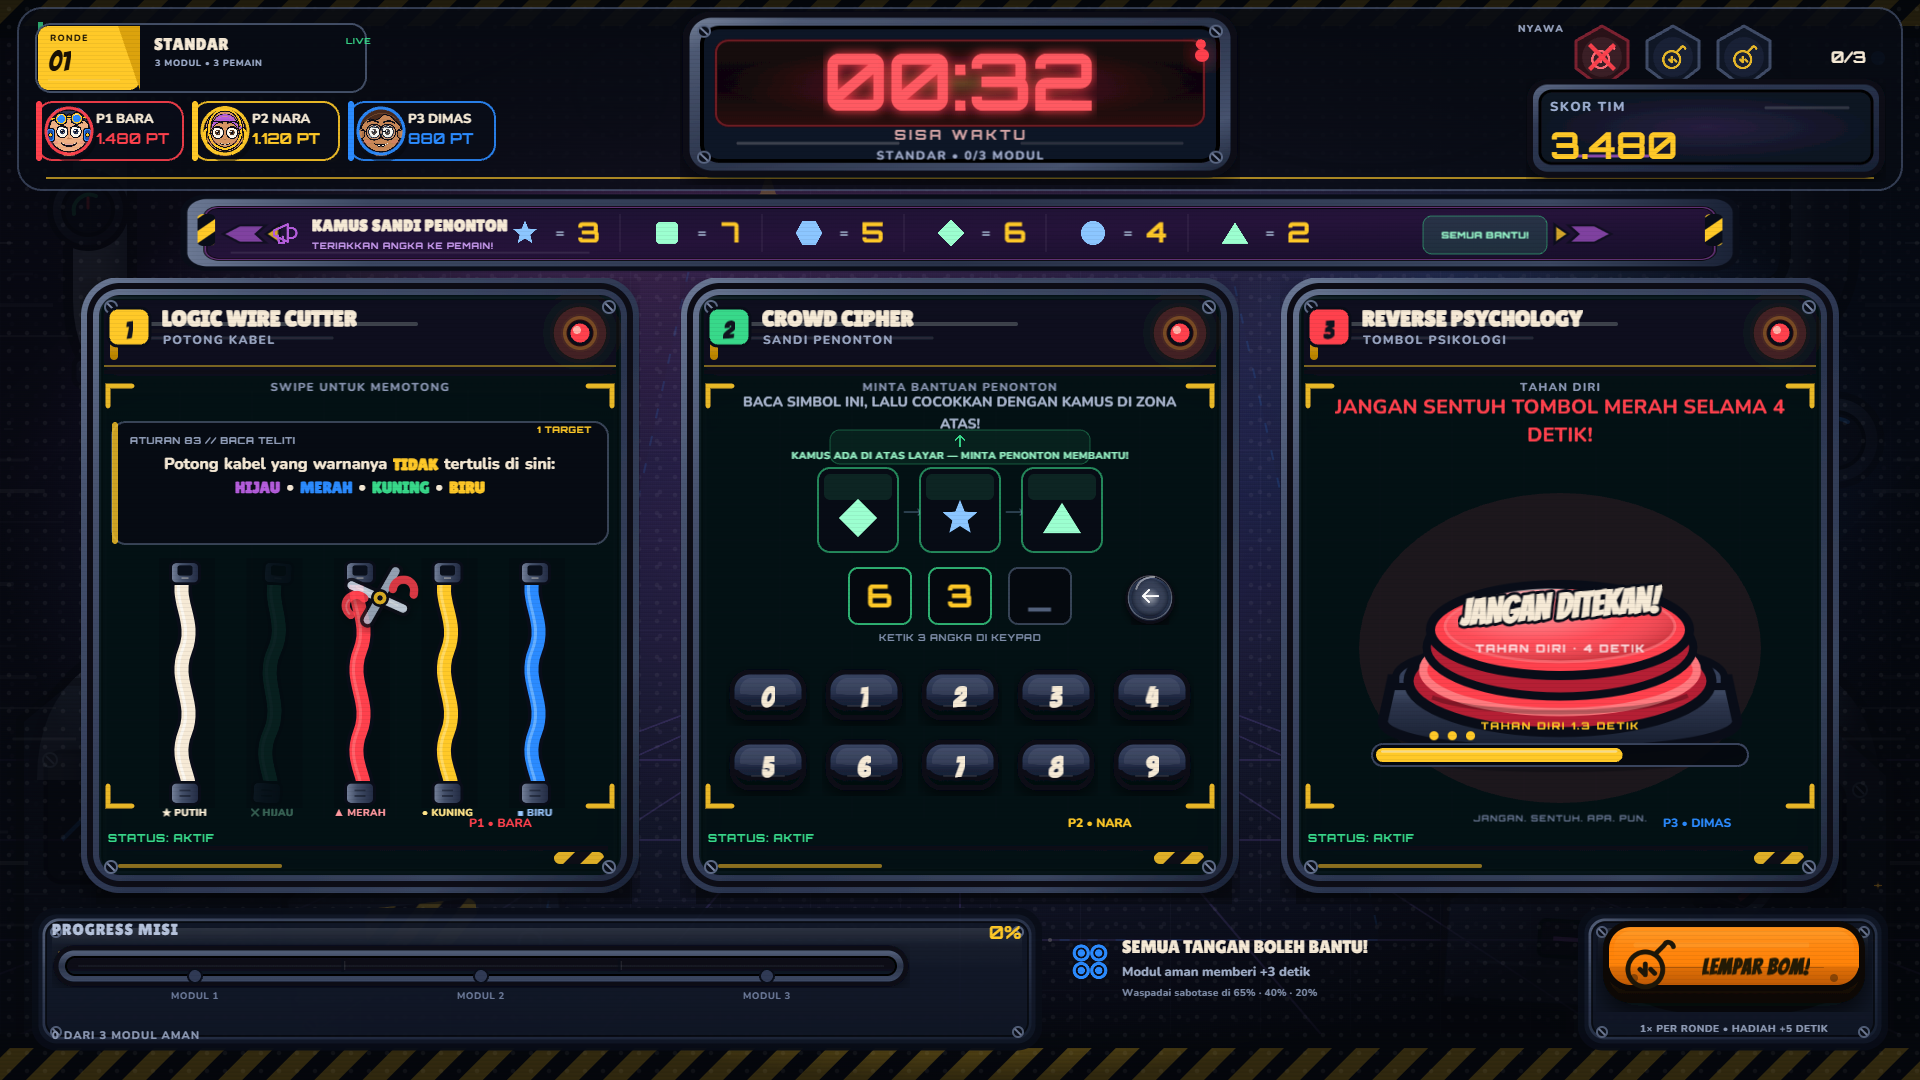 RONDE
01
STANDAR
3 MODUL • 3 PEMAIN
LIVE
P1 BARA
1.480 PT
P2 NARA
1.120 PT
P3 DIMAS
880 PT
00:32
SISA WAKTU
STANDAR • 0/3 MODUL
NYAWA
0/3
SKOR TIM
3.480
KAMUS SANDI PENONTON
TERIAKKAN ANGKA KE PEMAIN!
= 3
= 7
= 5
= 6
= 4
= 2
SEMUA BANTU!
1
LOGIC WIRE CUTTER
POTONG KABEL
SWIPE UNTUK MEMOTONG
1 TARGET
ATURAN 83 // BACA TELITI
Potong kabel yang warnanya TIDAK tertulis di sini:
HIJAU • MERAH • KUNING • BIRU
★ PUTIH
✕ HIJAU
▲ MERAH
● KUNING
■ BIRU
P1 • BARA
STATUS: AKTIF
2
CROWD CIPHER
SANDI PENONTON
MINTA BANTUAN PENONTON
BACA SIMBOL INI, LALU COCOKKAN DENGAN KAMUS DI ZONA
ATAS!
↑
KAMUS ADA DI ATAS LAYAR — MINTA PENONTON MEMBANTU!
6 3 _
←
KETIK 3 ANGKA DI KEYPAD
0 1 2 3 4
5 6 7 8 9
P2 • NARA
STATUS: AKTIF
3
REVERSE PSYCHOLOGY
TOMBOL PSIKOLOGI
TAHAN DIRI
JANGAN SENTUH TOMBOL MERAH SELAMA 4
DETIK!
JANGAN DITEKAN!
TAHAN DIRI · 4 DETIK
TAHAN DIRI 1.3 DETIK
JANGAN. SENTUH. APA. PUN.
P3 • DIMAS
STATUS: AKTIF
PROGRESS MISI
0%
MODUL 1
MODUL 2
MODUL 3
0 DARI 3 MODUL AMAN
SEMUA TANGAN BOLEH BANTU!
Modul aman memberi +3 detik
Waspadai sabotase di 65% · 40% · 20%
LEMPAR BOM!
1× PER RONDE • HADIAH +5 DETIK